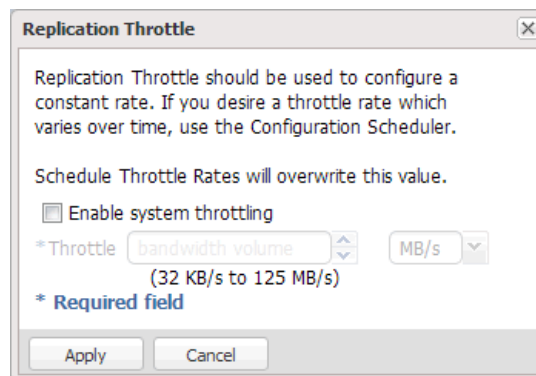 Replication Throttle
Replication Throttle should be used to configure a
constant rate. If you desire a throttle rate which
varies over time, use the Configuration Scheduler.
Schedule Throttle Rates will overwrite this value.
Enable system throttling
*Throttle bandwidth volume MB/s
(32 KB/s to 125 MB/s)
* Required field
Apply Cancel